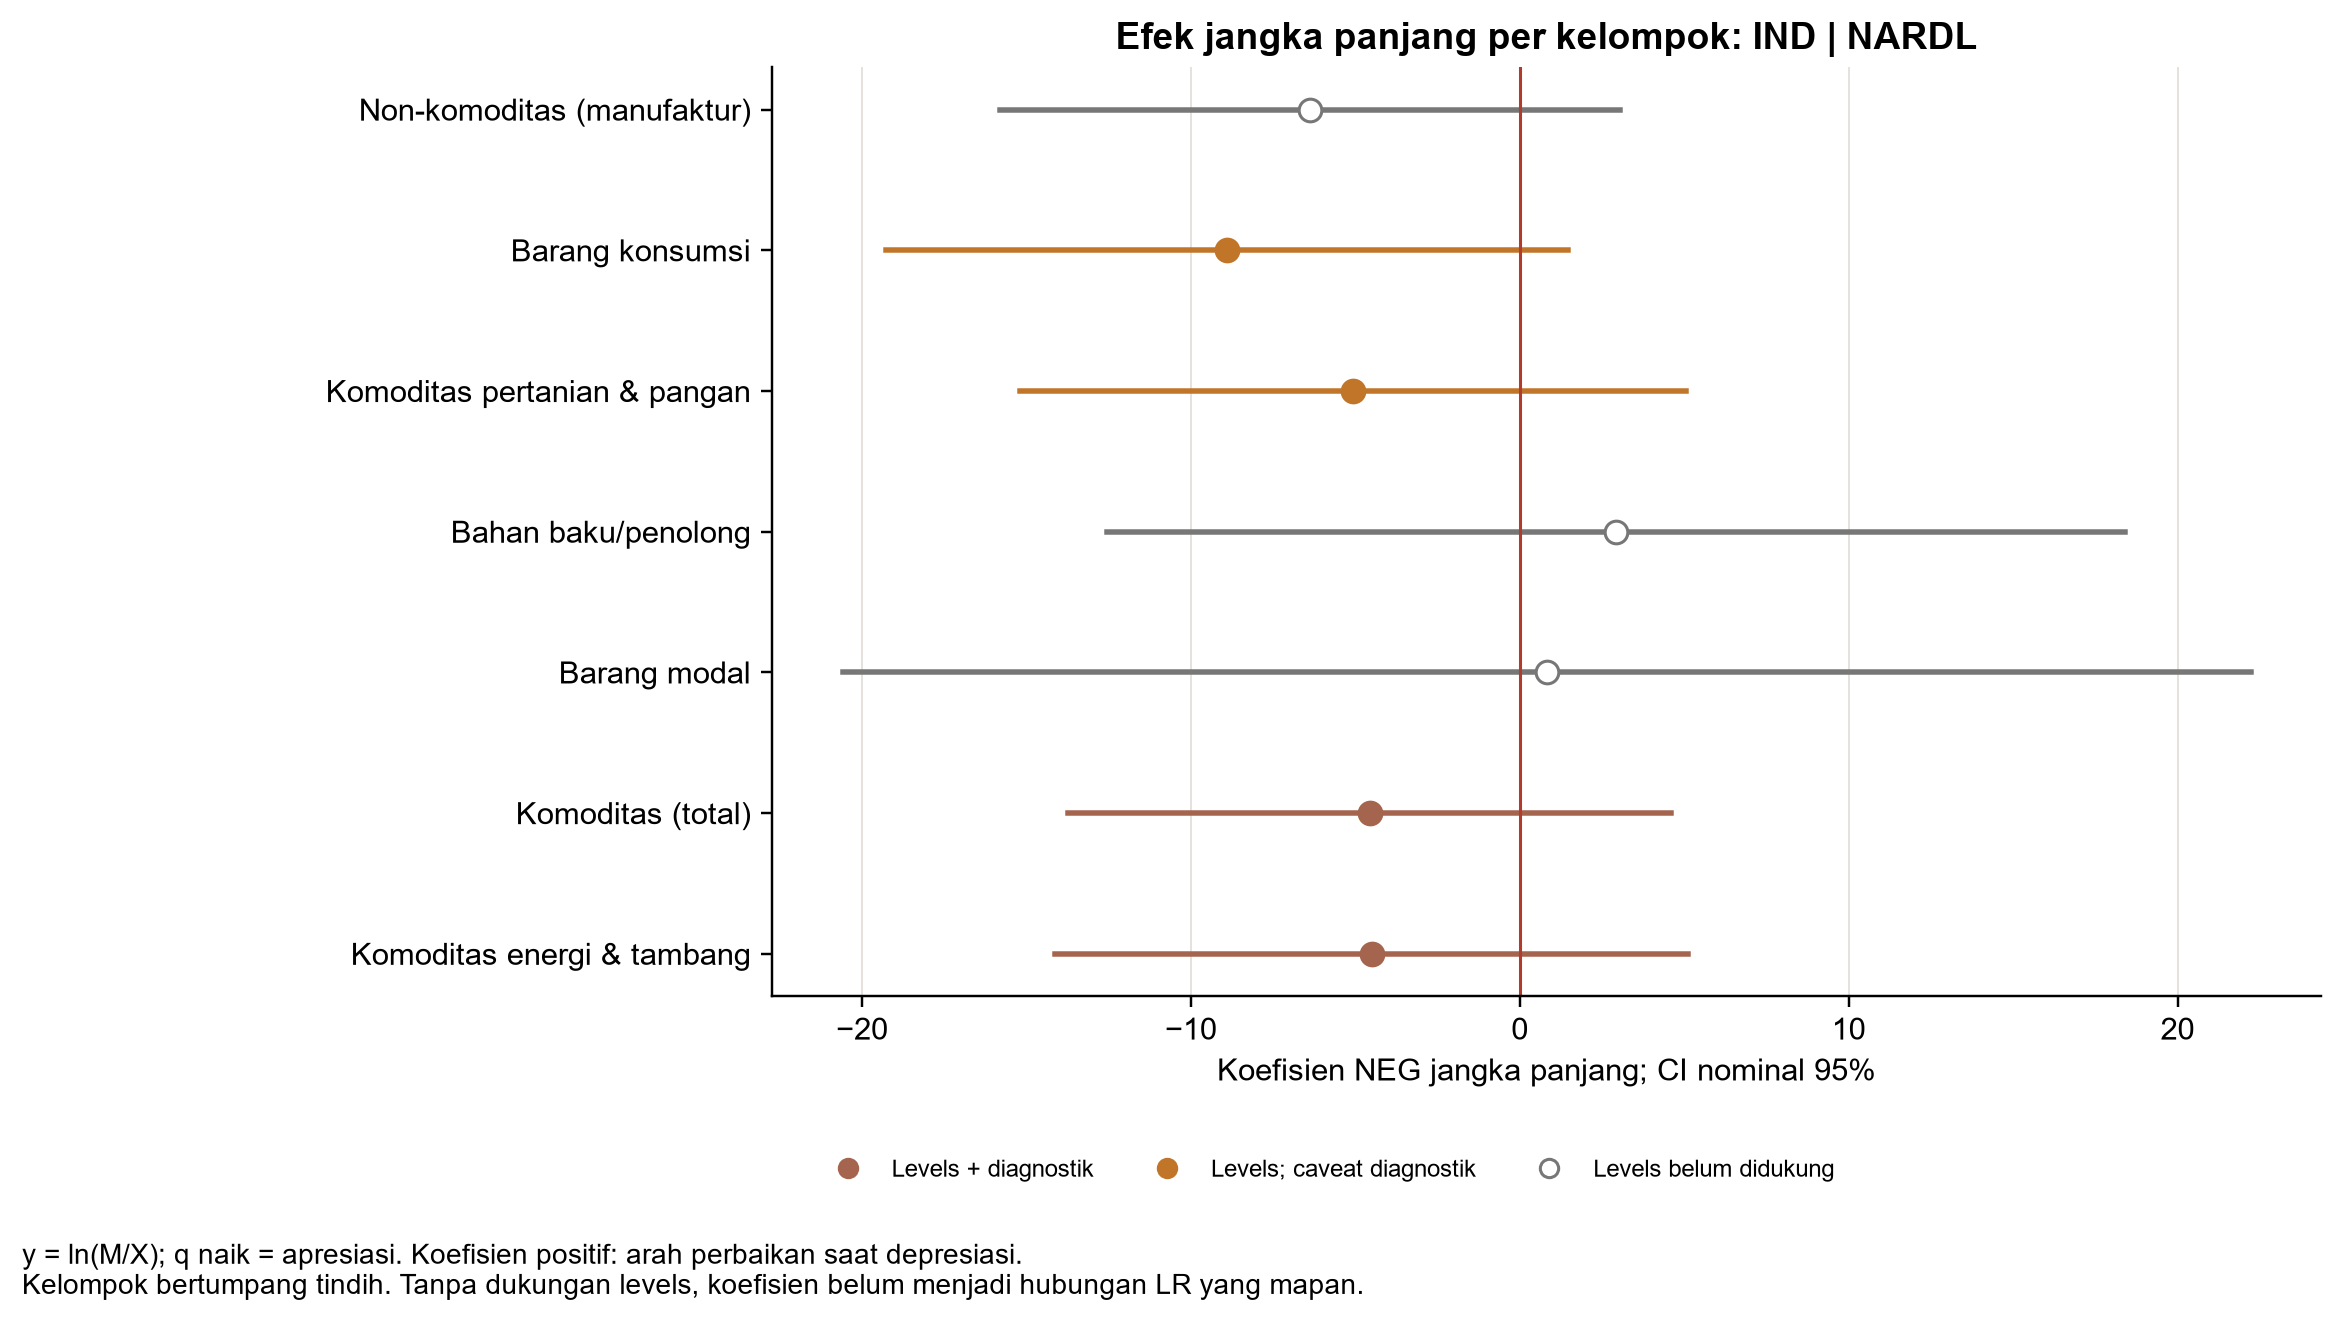 Efek jangka panjang per kelompok: IND | NARDL
Non-komoditas (manufaktur)
Barang konsumsi
Komoditas pertanian & pangan
Bahan baku/penolong
Barang modal
Komoditas (total)
Komoditas energi & tambang
−20 −10 0 10 20
Koefisien NEG jangka panjang; CI nominal 95%
Levels + diagnostik Levels; caveat diagnostik Levels belum didukung
y = ln(M/X); q naik = apresiasi. Koefisien positif: arah perbaikan saat depresiasi.
Kelompok bertumpang tindih. Tanpa dukungan levels, koefisien belum menjadi hubungan LR yang mapan.